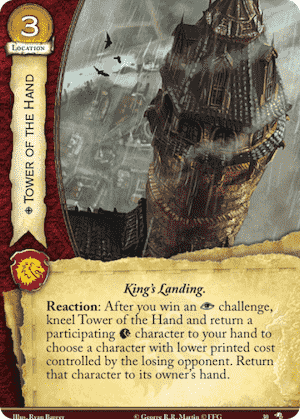 3
LOCATION
TOWER OF THE HAND
King's Landing.
Reaction: After you win an challenge,
kneel Tower of the Hand and return a
participating character to your hand to
choose a character with lower printed cost
controlled by the losing opponent. Return
that character to its owner's hand.
Illus. Ryan Barger
© George R.R. Martin © FFG